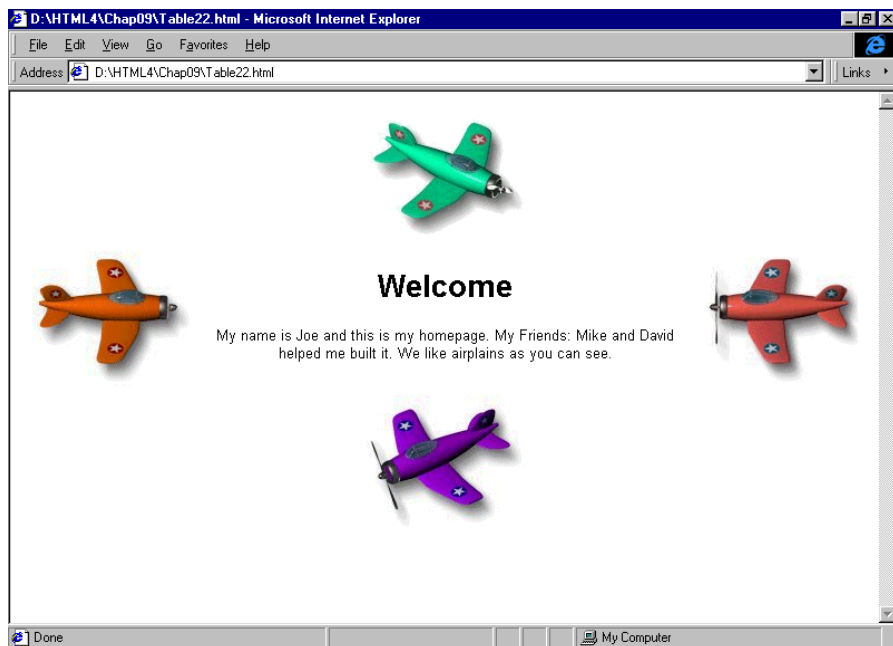 D:\HTML4\Chap09\Table22.html - Microsoft Internet Explorer
File Edit View Go Favorites Help
Address D:\HTML4\Chap09\Table22.html Links
Welcome
My name is Joe and this is my homepage. My Friends: Mike and David
helped me built it. We like airplains as you can see.
Done My Computer